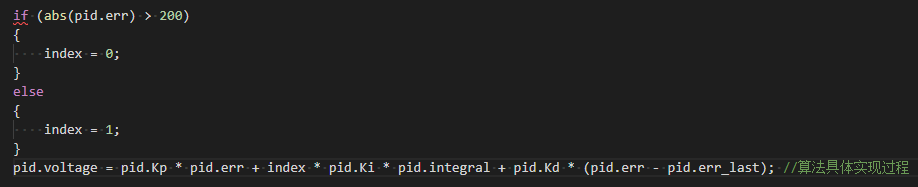 if (abs(pid.err) > 200)
{
    index = 0;
}
else
{
    index = 1;
}
pid.voltage = pid.Kp * pid.err + index * pid.Ki * pid.integral + pid.Kd * (pid.err - pid.err_last); //算法具体实现过程